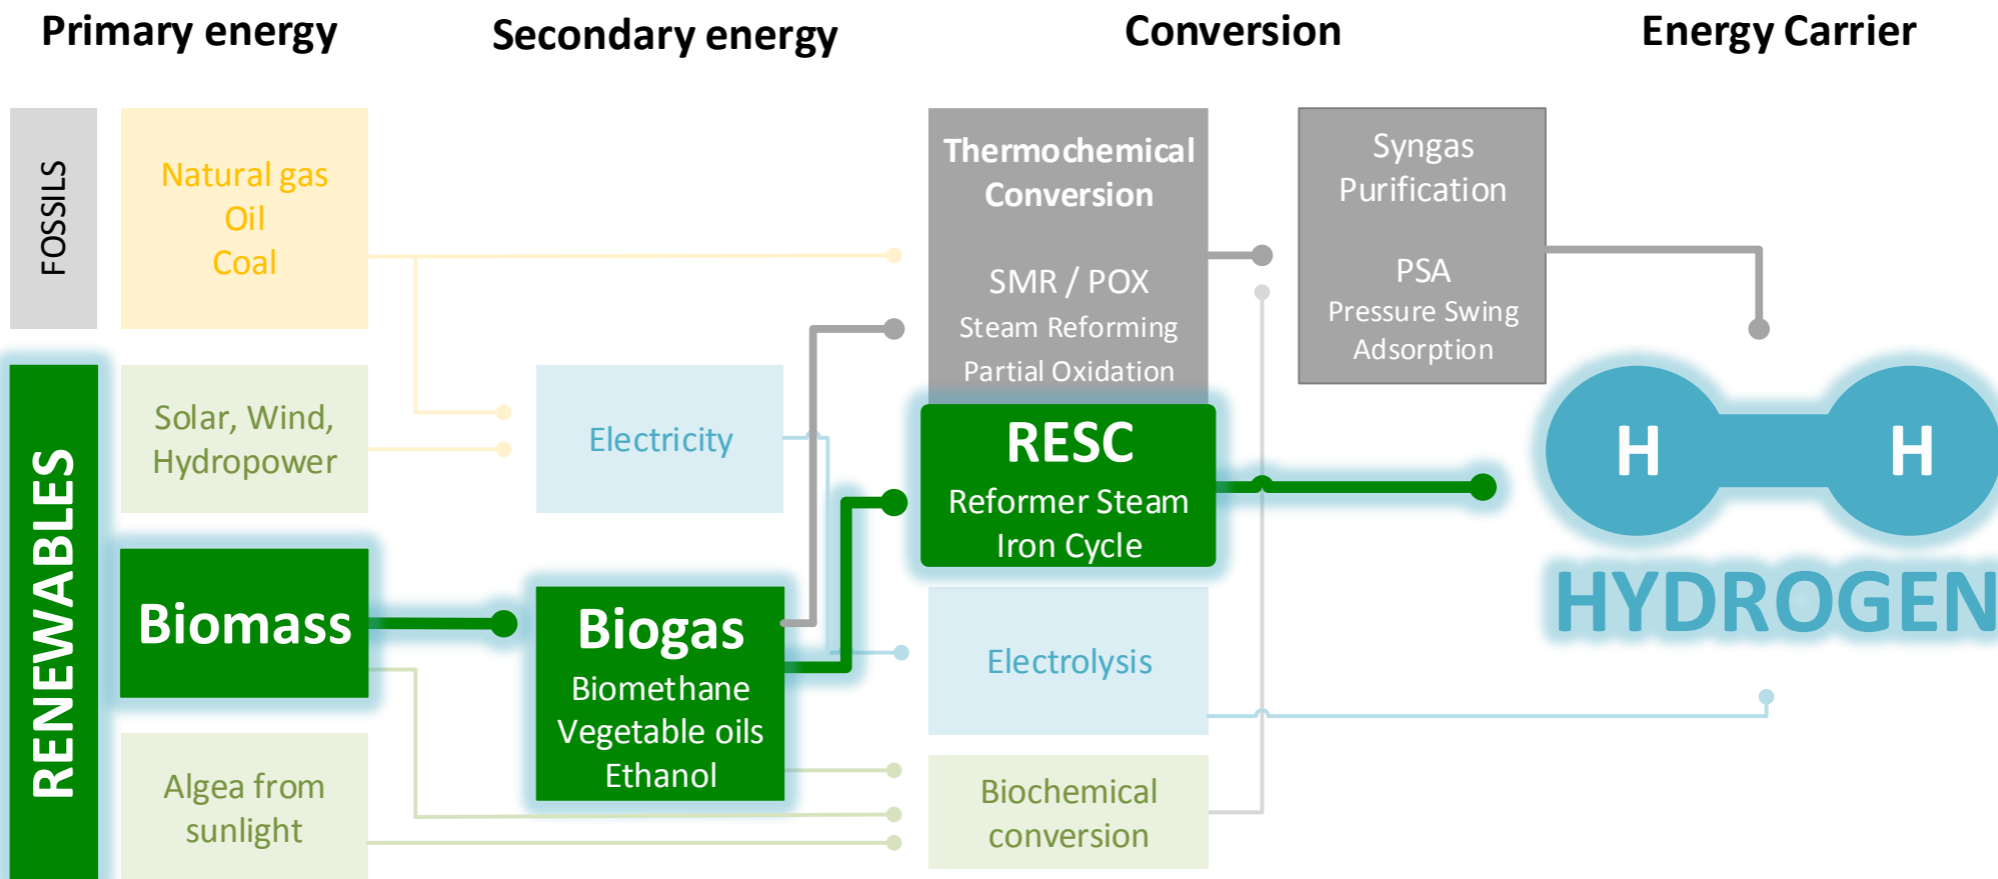 Primary energy
Secondary energy
Conversion
Energy Carrier
FOSSILS
Natural gas
Oil
Coal
Thermochemical
Conversion
SMR / POX
Steam Reforming
Partial Oxidation
Syngas
Purification
PSA
Pressure Swing
Adsorption
RENEWABLES
Solar, Wind,
Hydropower
Electricity
RESC
Reformer Steam
Iron Cycle
H H
HYDROGEN
Biomass
Biogas
Biomethane
Vegetable oils
Ethanol
Electrolysis
Algea from
sunlight
Biochemical
conversion